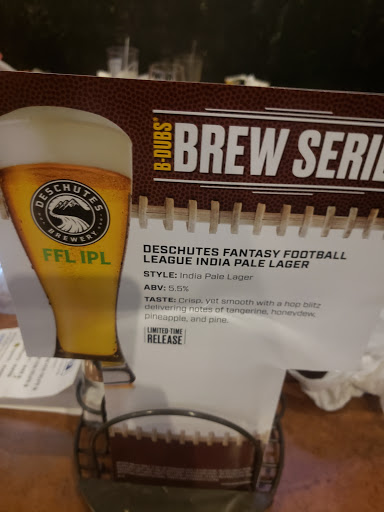 B-DUBS®
BREW SERIE
DESCHUTES
BREWERY
FFL IPL
DESCHUTES FANTASY FOOTBALL
LEAGUE INDIA PALE LAGER
STYLE: India Pale Lager
ABV: 5.5%
TASTE: Crisp, yet smooth with a hop blitz
delivering notes of tangerine, honeydew,
pineapple, and pine.
LIMITED-TIME
RELEASE